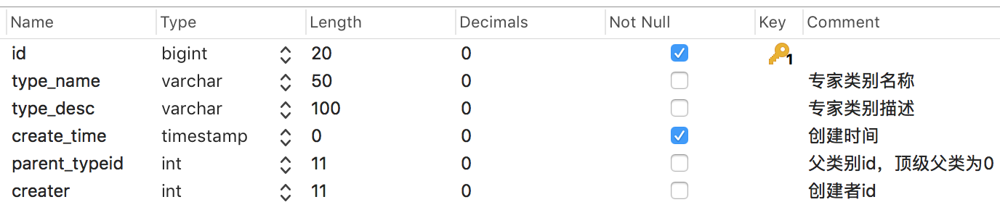 Name Type Length Decimals Not Null Key Comment
id bigint 20 0 1
type_name varchar 50 0 专家类别名称
type_desc varchar 100 0 专家类别描述
create_time timestamp 0 0 创建时间
parent_typeid int 11 0 父类别id，顶级父类为0
creater int 11 0 创建者id